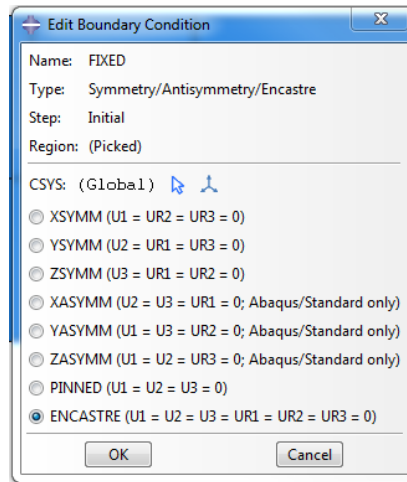 Edit Boundary Condition
Name: FIXED
Type: Symmetry/Antisymmetry/Encastre
Step: Initial
Region: (Picked)
CSYS: (Global)
XSYMM (U1 = UR2 = UR3 = 0)
YSYMM (U2 = UR1 = UR3 = 0)
ZSYMM (U3 = UR1 = UR2 = 0)
XASYMM (U2 = U3 = UR1 = 0; Abaqus/Standard only)
YASYMM (U1 = U3 = UR2 = 0; Abaqus/Standard only)
ZASYMM (U1 = U2 = UR3 = 0; Abaqus/Standard only)
PINNED (U1 = U2 = U3 = 0)
ENCASTRE (U1 = U2 = U3 = UR1 = UR2 = UR3 = 0)
OK Cancel